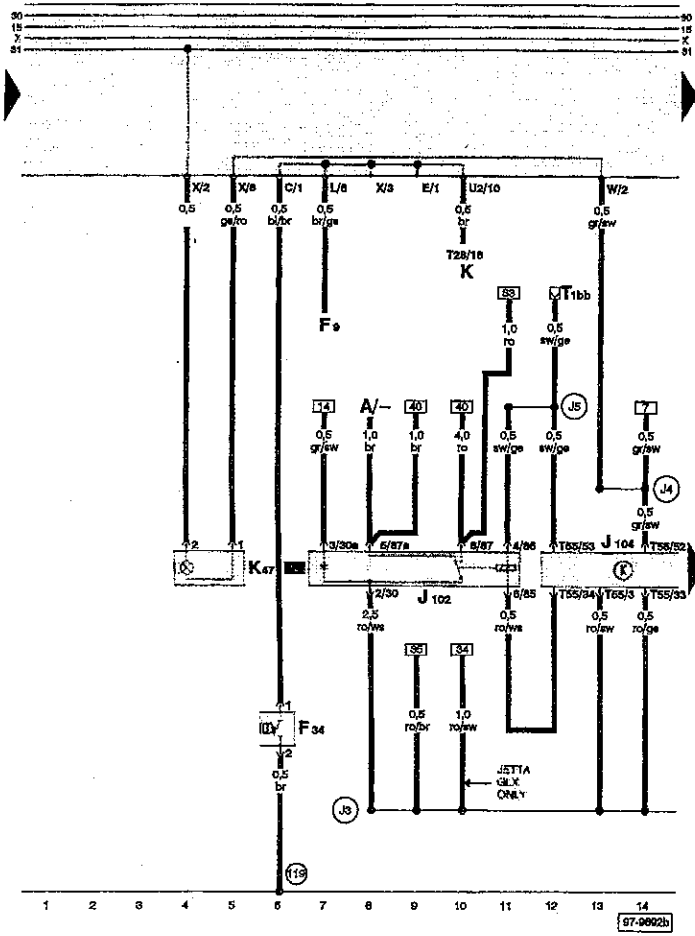 30 30
15 15
X X
31 31
X/2 X/6 C/1 L/6 X/3 E/1 U2/10 W/2
0,5 0,5 0,5 0,5 0,5 0,5
ge/ro bl/br br/ge br gr/sw
T28/16
K
F 9
83 T1bb
1,0 0,5
ro sw/ge
14 A/– 40 40 J5 7
0,5 1,0 1,0 4,0 0,5 0,5 0,5
gr/sw br br ro sw/ge sw/ge gr/sw
J4
0,5
gr/sw
2 1 3/30a 5/87a 8/87 4/86 T55/53 J 104 T55/52
K47 K
2/30 J 102 6/85 T55/34 T55/3 T55/33
2,5 0,5 0,5 0,5
ro/ws ro/ws ro/sw ro/ge
34
0,5 1,0
ro/br ro/sw
1
F 34
2
0,5
br
JETTA
GLX
ONLY
J3
119
1 2 3 4 5 6 7 8 9 10 11 12 13 14
97-9892b